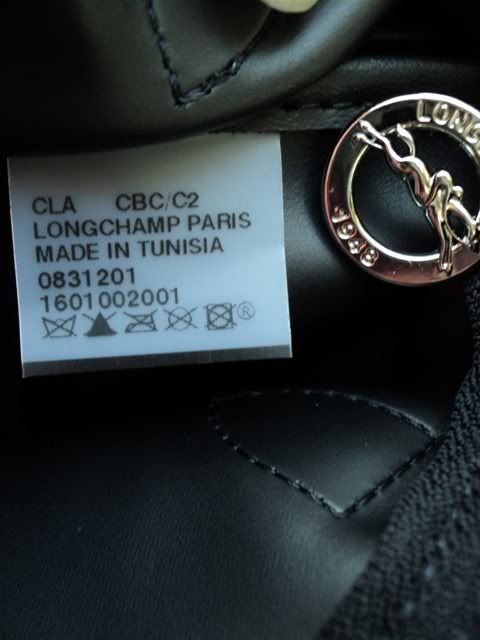 CLA CBC/C2
LONGCHAMP PARIS
MADE IN TUNISIA
0831201
1601002001
®
LONG
1948